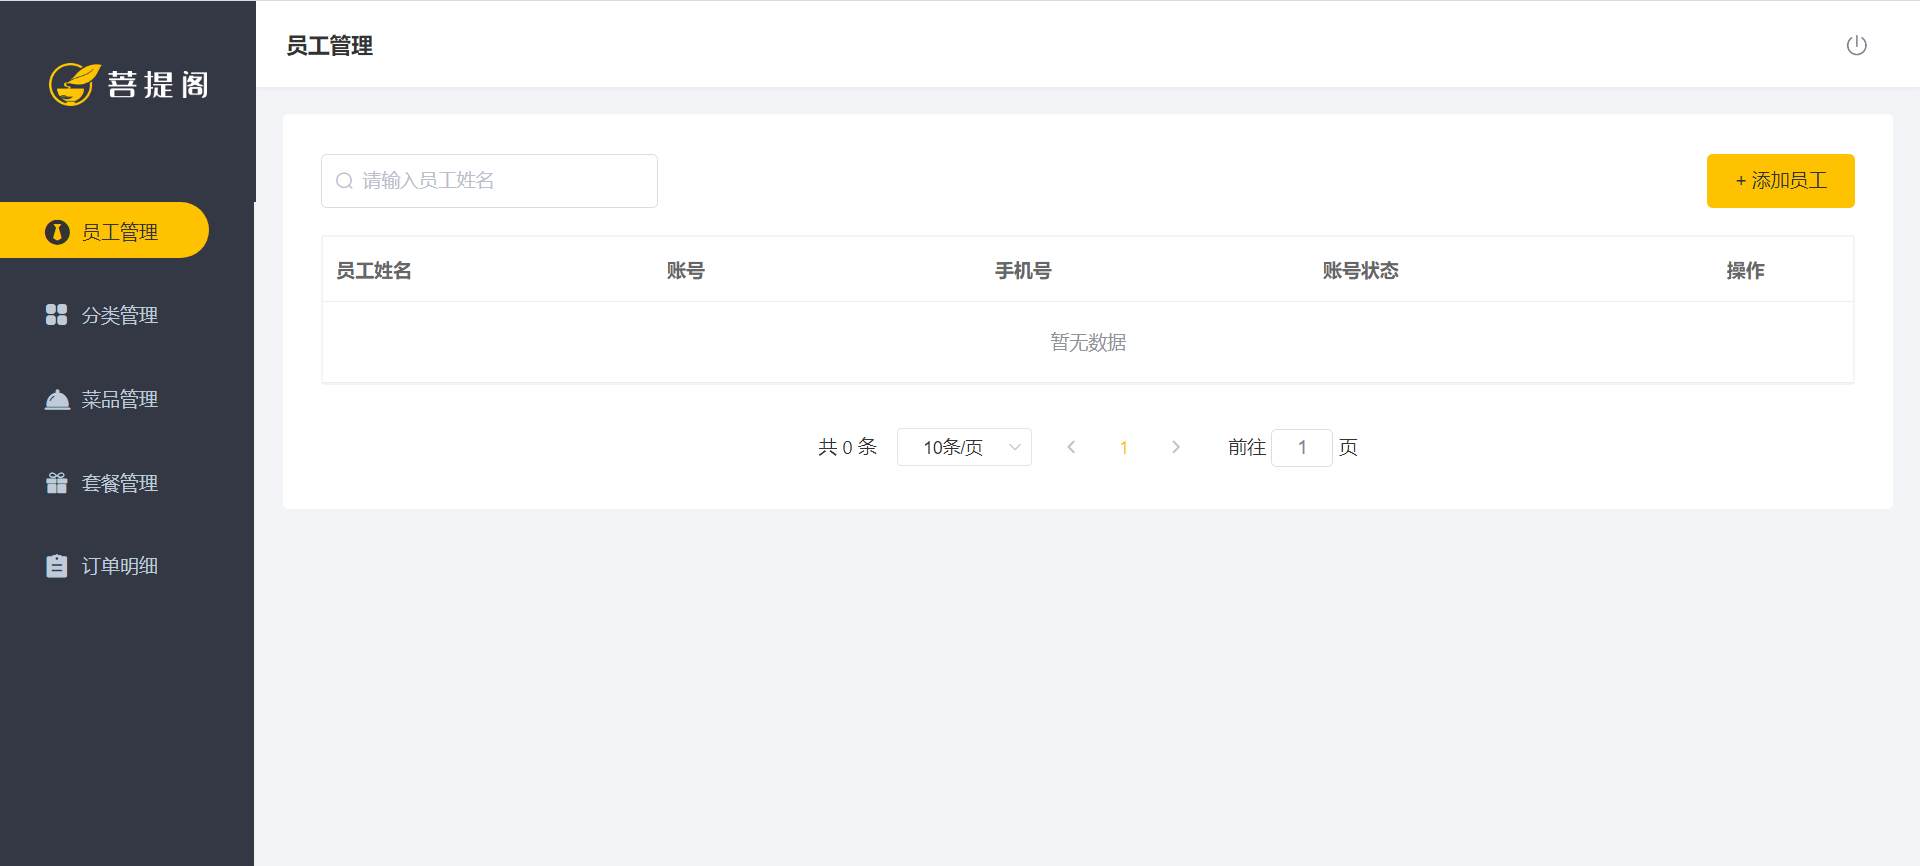 菩提阁
员工管理
分类管理
菜品管理
套餐管理
订单明细
员工管理
请输入员工姓名
+ 添加员工
员工姓名 账号 手机号 账号状态 操作
暂无数据
共 0 条 10条/页 1 前往 1 页